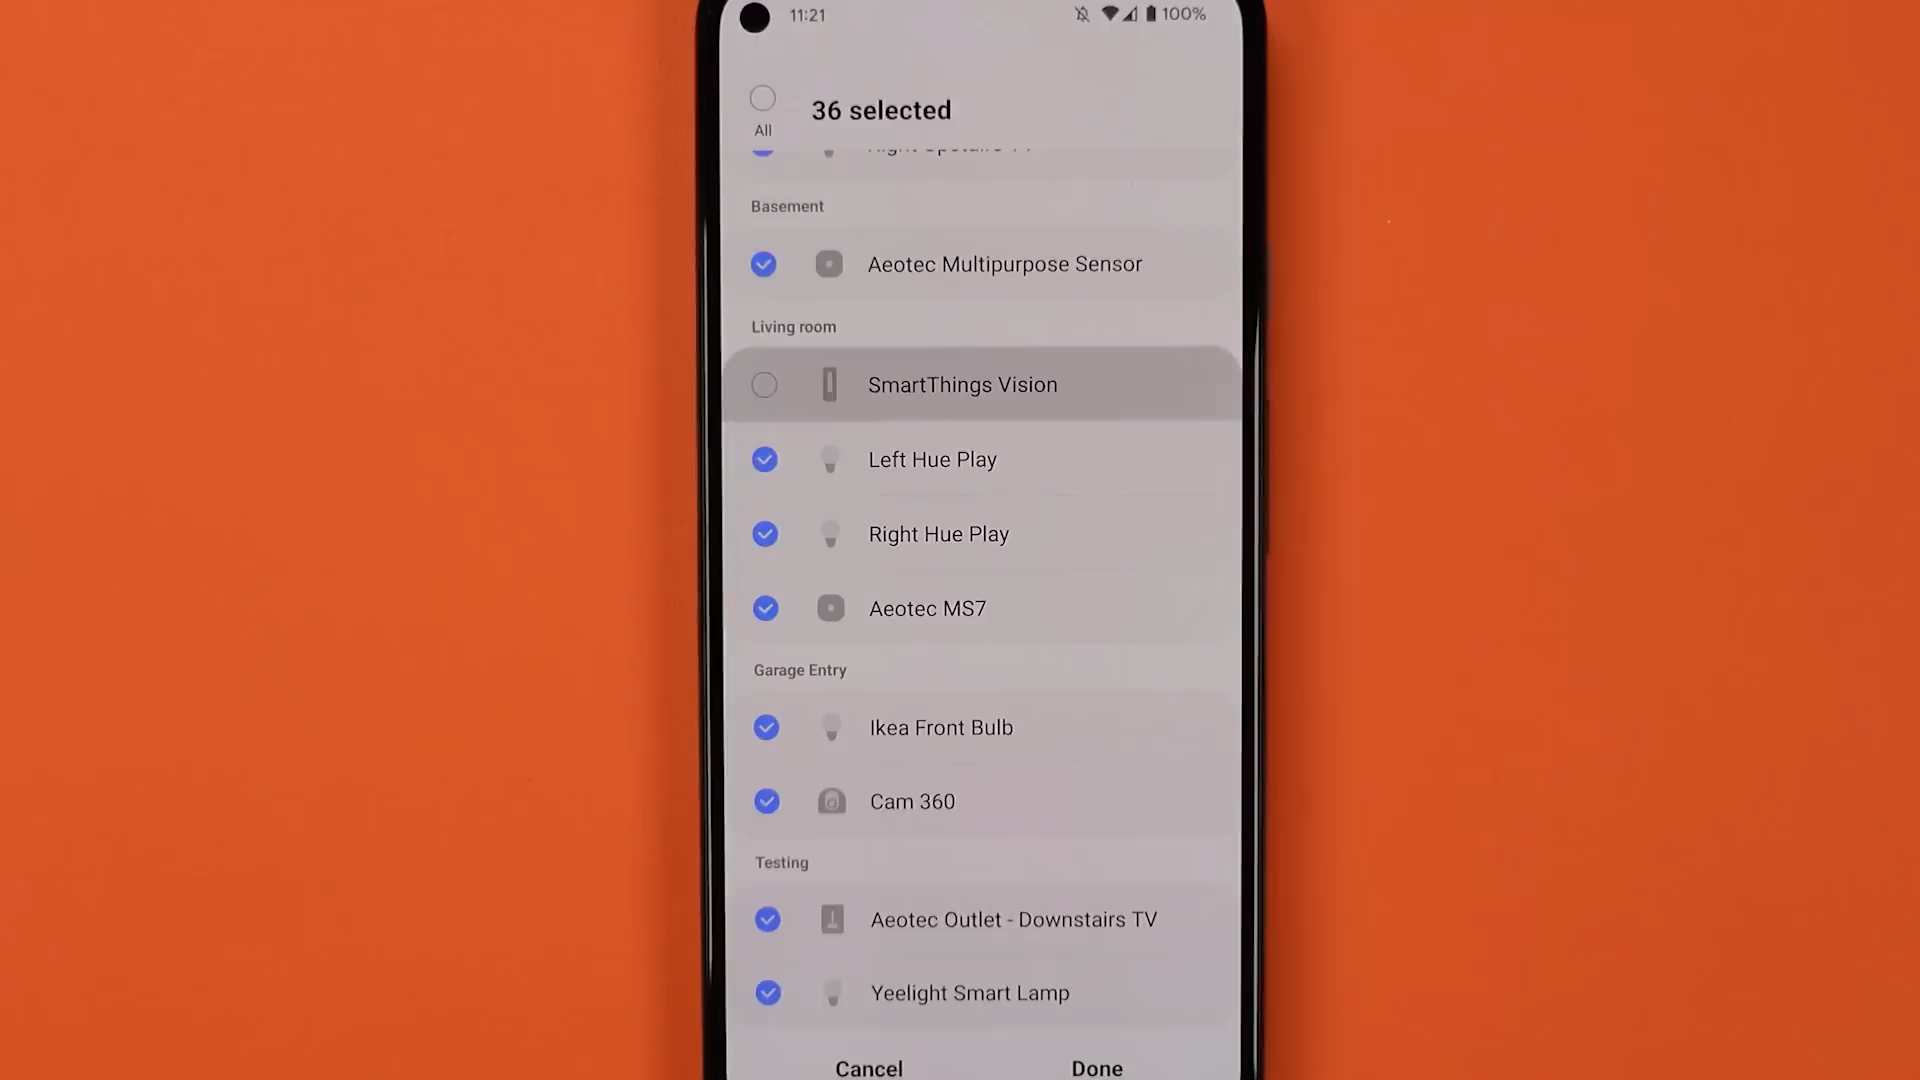 11:21
100%
36 selected
All
Basement
Aeotec Multipurpose Sensor
Living room
SmartThings Vision
Left Hue Play
Right Hue Play
Aeotec MS7
Garage Entry
Ikea Front Bulb
Cam 360
Testing
Aeotec Outlet - Downstairs TV
Yeelight Smart Lamp
Cancel
Done